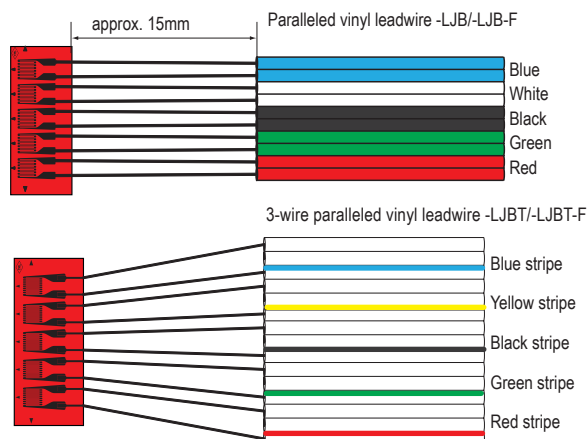 approx. 15mm
Paralleled vinyl leadwire -LJB/-LJB-F
Blue
White
Black
Green
Red
3-wire paralleled vinyl leadwire -LJBT/-LJBT-F
Blue stripe
Yellow stripe
Black stripe
Green stripe
Red stripe